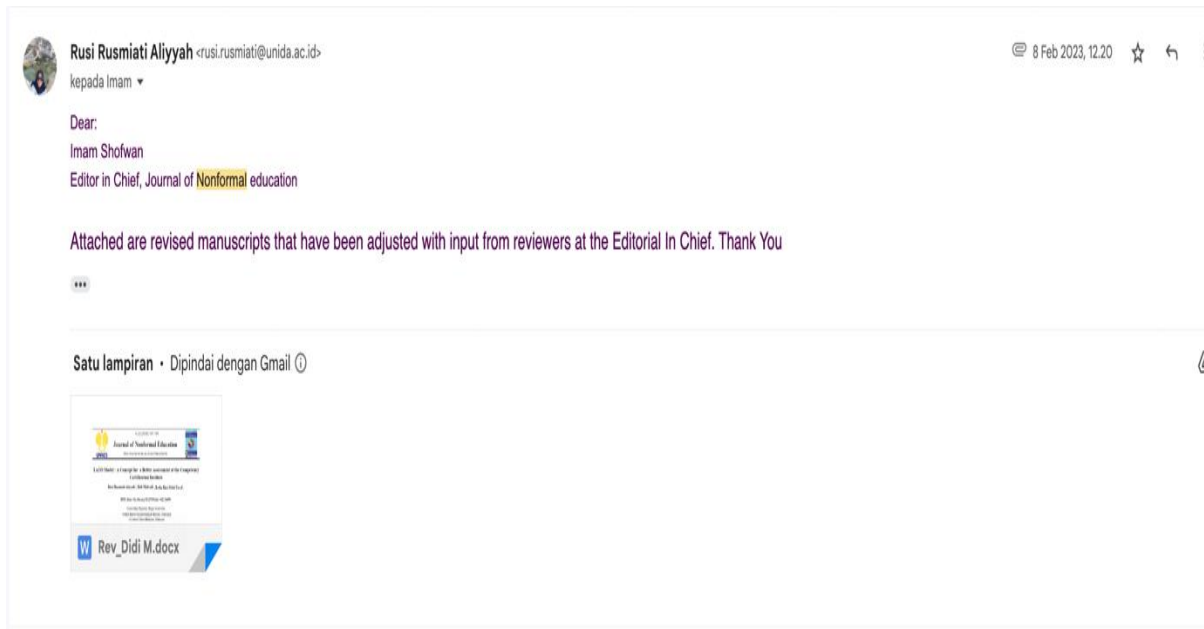 Rusi Rusmiati Aliyyah <rusi.rusmiati@unida.ac.id>
8 Feb 2023, 12.20
kepada Imam
Dear:
Imam Shofwan
Editor in Chief, Journal of Nonformal education
Attached are revised manuscripts that have been adjusted with input from reviewers at the Editorial In Chief. Thank You
Satu lampiran • Dipindai dengan Gmail
Journal of Nonformal Education
W Rev_Didi M.docx